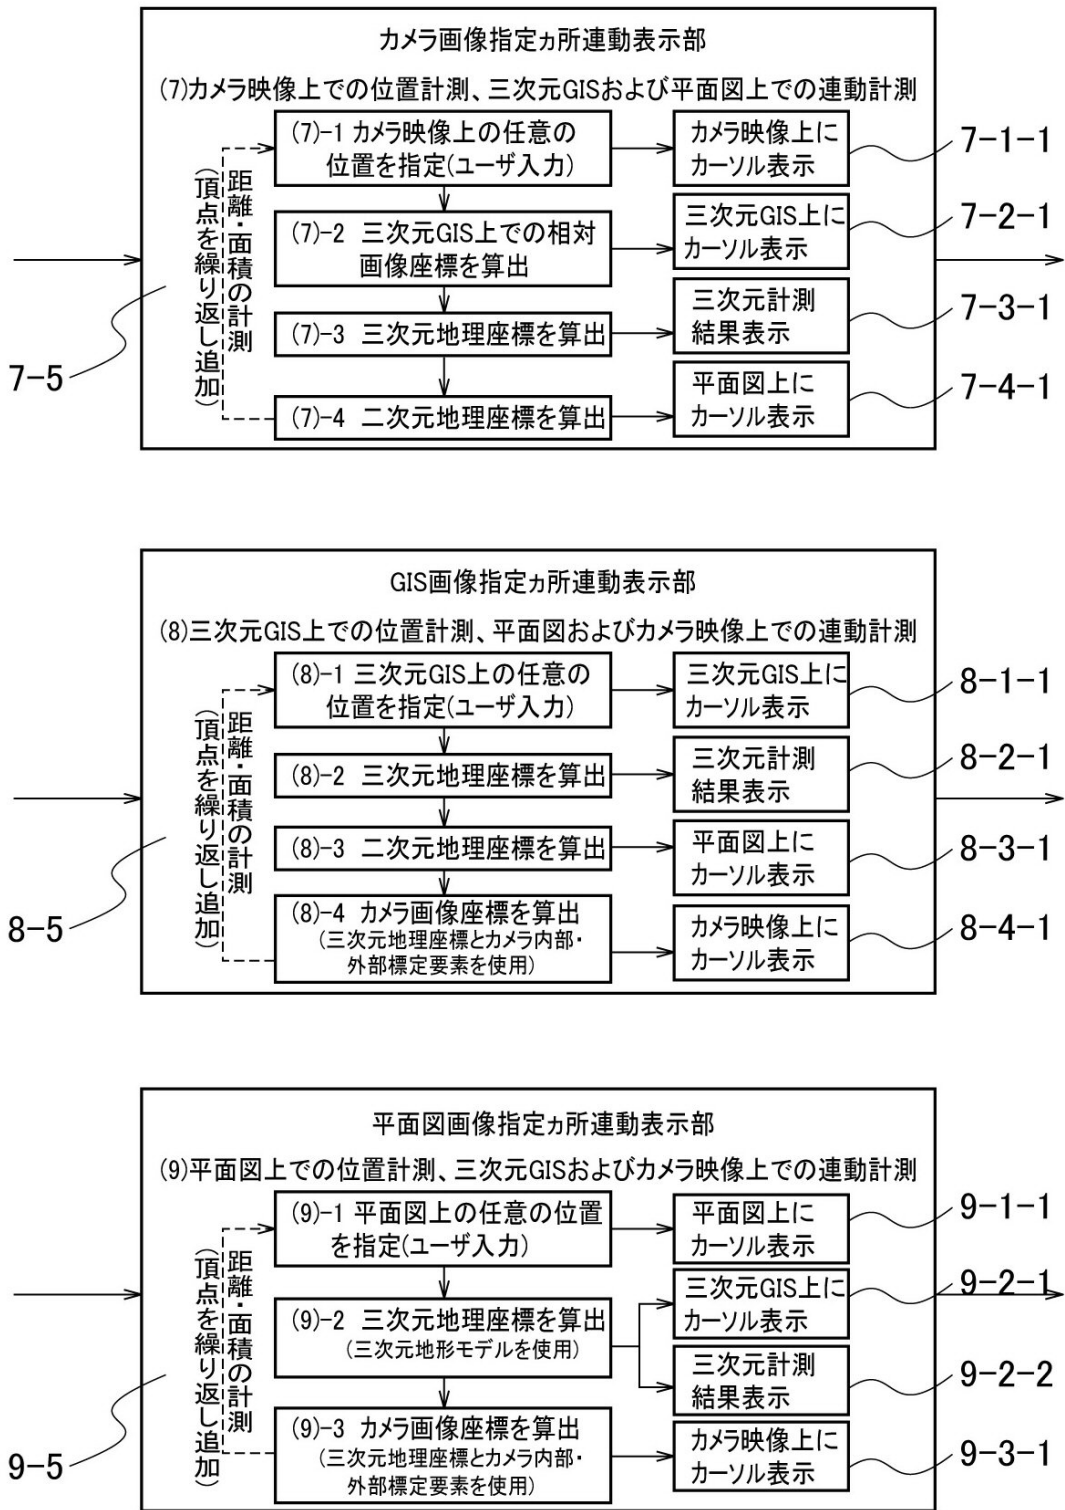 カメラ画像指定ヵ所連動表示部
(7)カメラ映像上での位置計測、三次元GISおよび平面図上での連動計測
(7)-1 カメラ映像上の任意の
位置を指定(ユーザ入力)
カメラ映像上に
カーソル表示
7-1-1
(7)-2 三次元GIS上での相対
画像座標を算出
三次元GIS上に
カーソル表示
7-2-1
(7)-3 三次元地理座標を算出
三次元計測
結果表示
7-3-1
(7)-4 二次元地理座標を算出
平面図上に
カーソル表示
7-4-1
距離・面積の計測
(頂点を繰り返し追加)
7-5
GIS画像指定ヵ所連動表示部
(8)三次元GIS上での位置計測、平面図およびカメラ映像上での連動計測
(8)-1 三次元GIS上の任意の
位置を指定(ユーザ入力)
三次元GIS上に
カーソル表示
8-1-1
(8)-2 三次元地理座標を算出
三次元計測
結果表示
8-2-1
(8)-3 二次元地理座標を算出
平面図上に
カーソル表示
8-3-1
(8)-4 カメラ画像座標を算出
(三次元地理座標とカメラ内部・
外部標定要素を使用)
カメラ映像上に
カーソル表示
8-4-1
距離・面積の計測
(頂点を繰り返し追加)
8-5
平面図画像指定ヵ所連動表示部
(9)平面図上での位置計測、三次元GISおよびカメラ映像上での連動計測
(9)-1 平面図上の任意の位置
を指定(ユーザ入力)
平面図上に
カーソル表示
9-1-1
(9)-2 三次元地理座標を算出
(三次元地形モデルを使用)
三次元GIS上に
カーソル表示
9-2-1
三次元計測
結果表示
9-2-2
(9)-3 カメラ画像座標を算出
(三次元地理座標とカメラ内部・
外部標定要素を使用)
カメラ映像上に
カーソル表示
9-3-1
距離・面積の計測
(頂点を繰り返し追加)
9-5